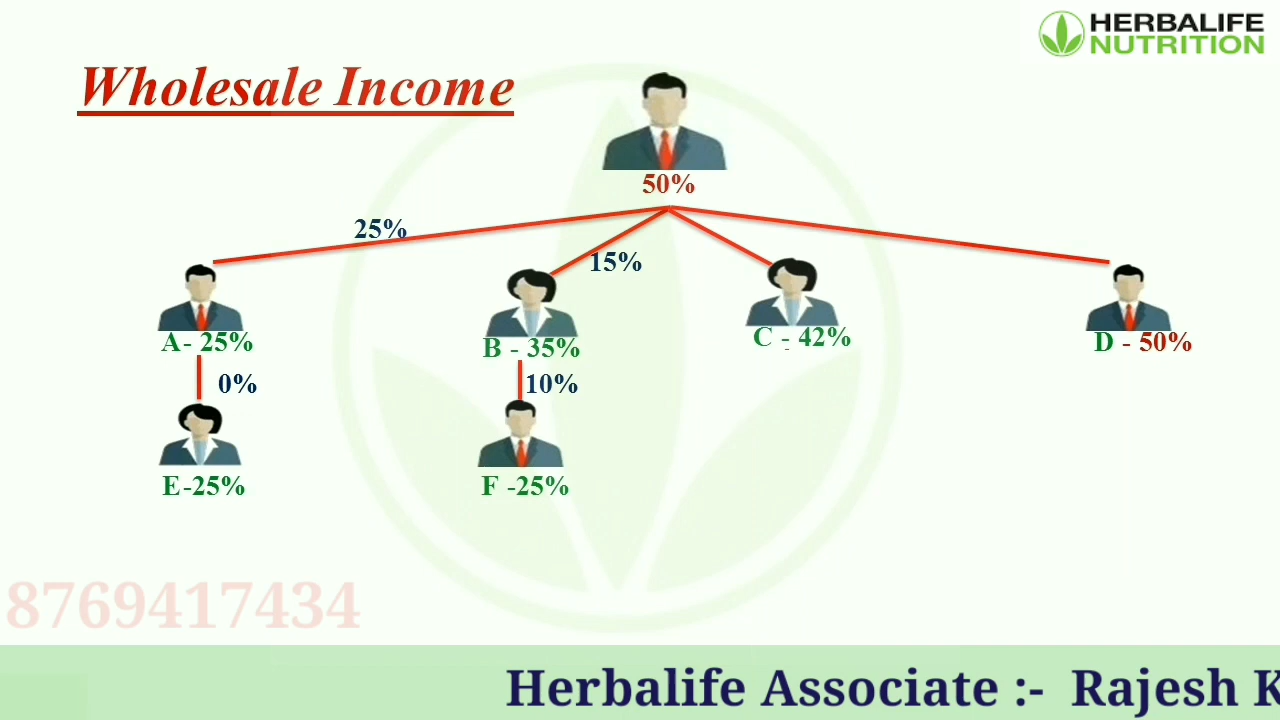 HERBALIFE
NUTRITION
Wholesale Income
50%
25%
15%
A- 25%
B - 35%
C - 42%
D - 50%
0%
10%
E-25%
F -25%
8769417434
Herbalife Associate :- Rajesh K